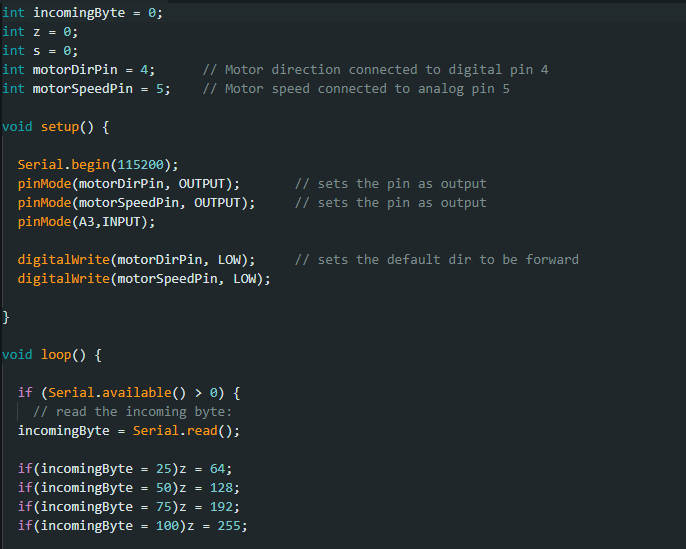 int incomingByte = 0;
int z = 0;
int s = 0;
int motorDirPin = 4;      // Motor direction connected to digital pin 4
int motorSpeedPin = 5;    // Motor speed connected to analog pin 5

void setup() {

  Serial.begin(115200);
  pinMode(motorDirPin, OUTPUT);       // sets the pin as output
  pinMode(motorSpeedPin, OUTPUT);     // sets the pin as output
  pinMode(A3,INPUT);

  digitalWrite(motorDirPin, LOW);     // sets the default dir to be forward
  digitalWrite(motorSpeedPin, LOW);

}

void loop() {

  if (Serial.available() > 0) {
    // read the incoming byte:
  incomingByte = Serial.read();

  if(incomingByte = 25)z = 64;
  if(incomingByte = 50)z = 128;
  if(incomingByte = 75)z = 192;
  if(incomingByte = 100)z = 255;